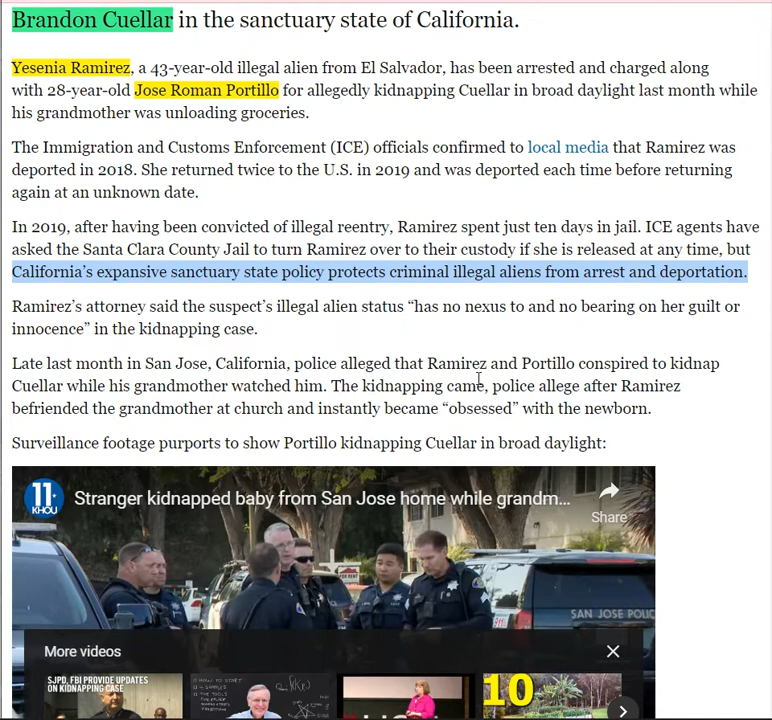 Brandon Cuellar in the sanctuary state of California.
Yesenia Ramirez, a 43-year-old illegal alien from El Salvador, has been arrested and charged along
with 28-year-old Jose Roman Portillo for allegedly kidnapping Cuellar in broad daylight last month while
his grandmother was unloading groceries.
The Immigration and Customs Enforcement (ICE) officials confirmed to local media that Ramirez was
deported in 2018. She returned twice to the U.S. in 2019 and was deported each time before returning
again at an unknown date.
In 2019, after having been convicted of illegal reentry, Ramirez spent just ten days in jail. ICE agents have
asked the Santa Clara County Jail to turn Ramirez over to their custody if she is released at any time, but
California’s expansive sanctuary state policy protects criminal illegal aliens from arrest and deportation.
Ramirez’s attorney said the suspect’s illegal alien status “has no nexus to and no bearing on her guilt or
innocence” in the kidnapping case.
Late last month in San Jose, California, police alleged that Ramirez and Portillo conspired to kidnap
Cuellar while his grandmother watched him. The kidnapping came, police allege after Ramirez
befriended the grandmother at church and instantly became “obsessed” with the newborn.
Surveillance footage purports to show Portillo kidnapping Cuellar in broad daylight:
11
KHOU
Stranger kidnapped baby from San Jose home while grandm...
Share
FOR RENT
SAN JOSE POLIC
More videos
SJPD, FBI PROVIDE UPDATES
ON KIDNAPPING CASE
HOW TO START
10